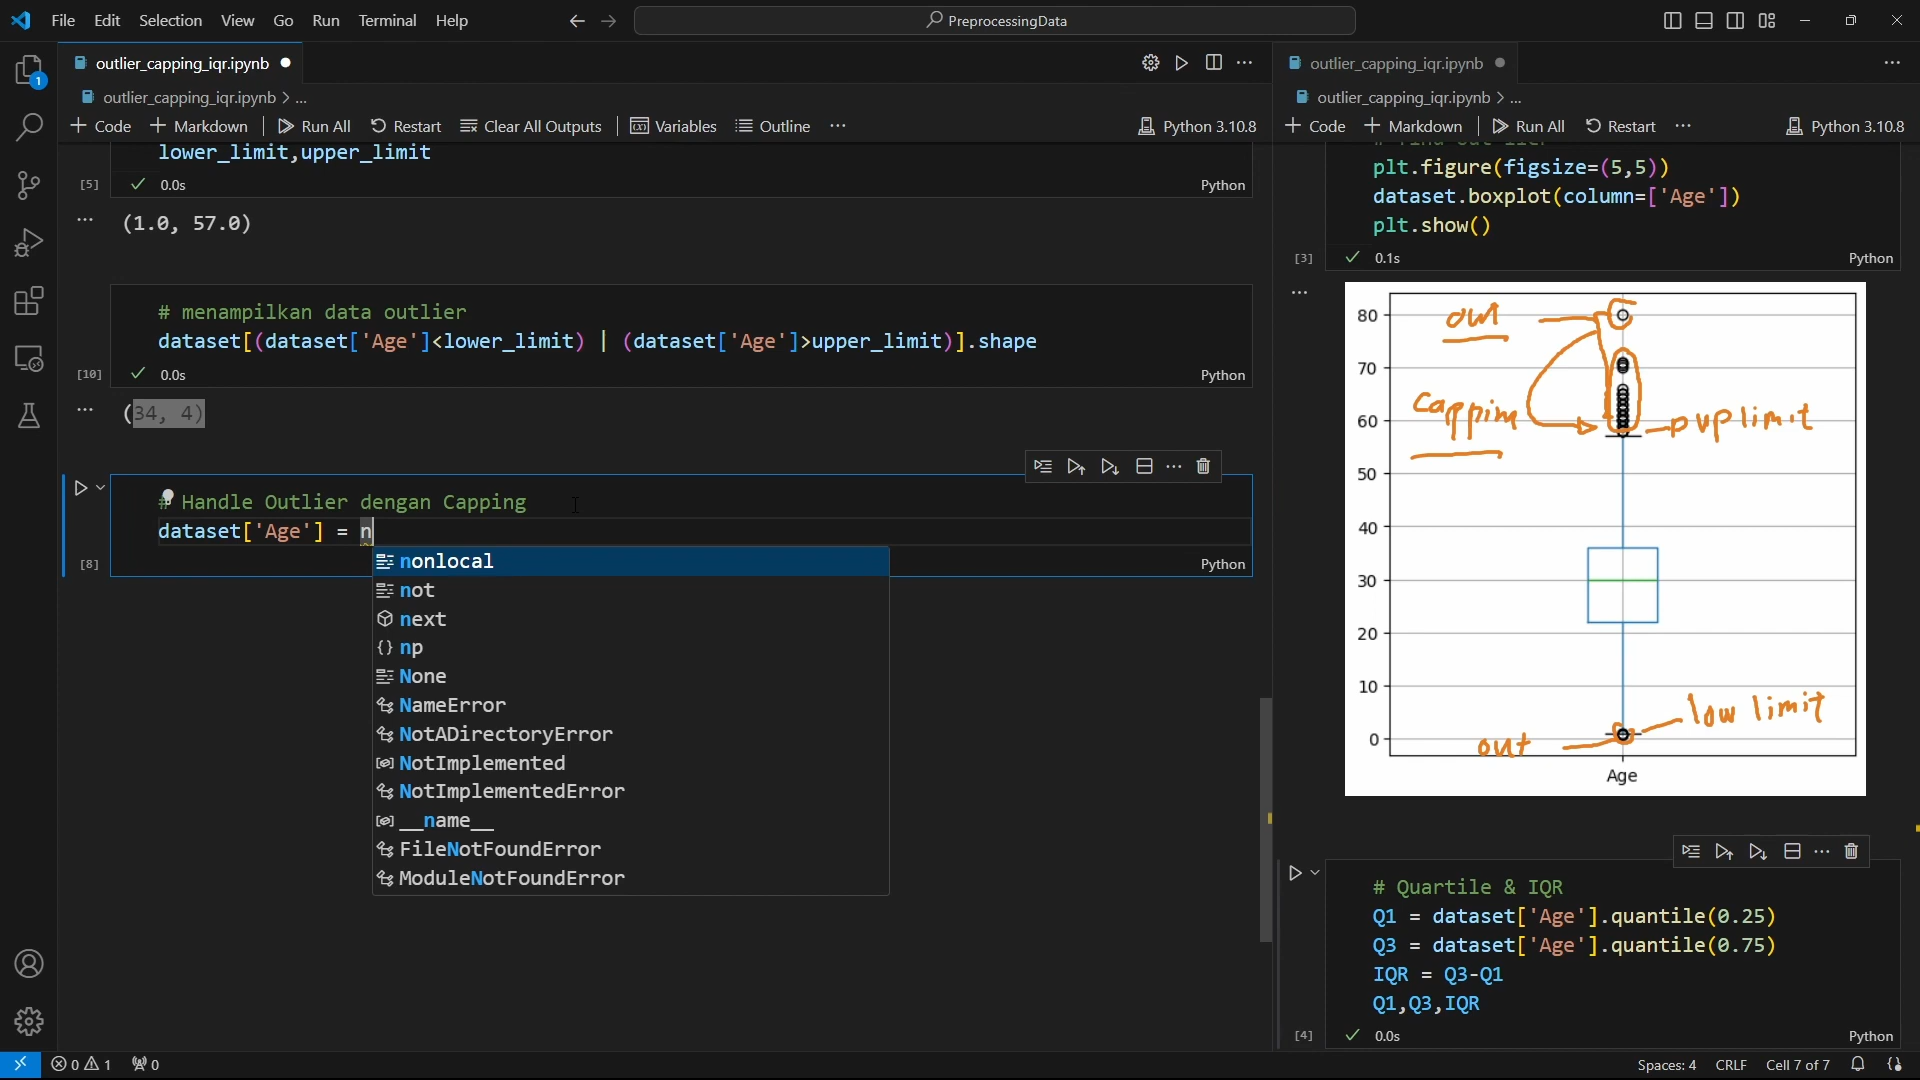 File Edit Selection View Go Run Terminal Help
PreprocessingData
outlier_capping_iqr.ipynb
outlier_capping_iqr.ipynb > ...
Code Markdown Run All Restart Clear All Outputs Variables Outline ... Python 3.10.8
lower_limit,upper_limit
[5] 0.0s Python
(1.0, 57.0)
# menampilkan data outlier
dataset[(dataset['Age']<lower_limit) | (dataset['Age']>upper_limit)].shape
[10] 0.0s Python
(34, 4)
# Handle Outlier dengan Capping
dataset['Age'] = n
[8] Python
nonlocal
not
next
np
None
NameError
NotADirectoryError
NotImplemented
NotImplementedError
__name__
FileNotFoundError
ModuleNotFoundError
outlier_capping_iqr.ipynb
outlier_capping_iqr.ipynb > ...
Code Markdown Run All Restart ... Python 3.10.8
plt.figure(figsize=(5,5))
dataset.boxplot(column=['Age'])
plt.show()
[3] 0.1s Python
80
70
60
50
40
30
20
10
0
Age
out
low limit
# Quartile & IQR
Q1 = dataset['Age'].quantile(0.25)
Q3 = dataset['Age'].quantile(0.75)
IQR = Q3-Q1
Q1,Q3,IQR
[4] 0.0s Python
0 1 0
Spaces: 4 CRLF Cell 7 of 7